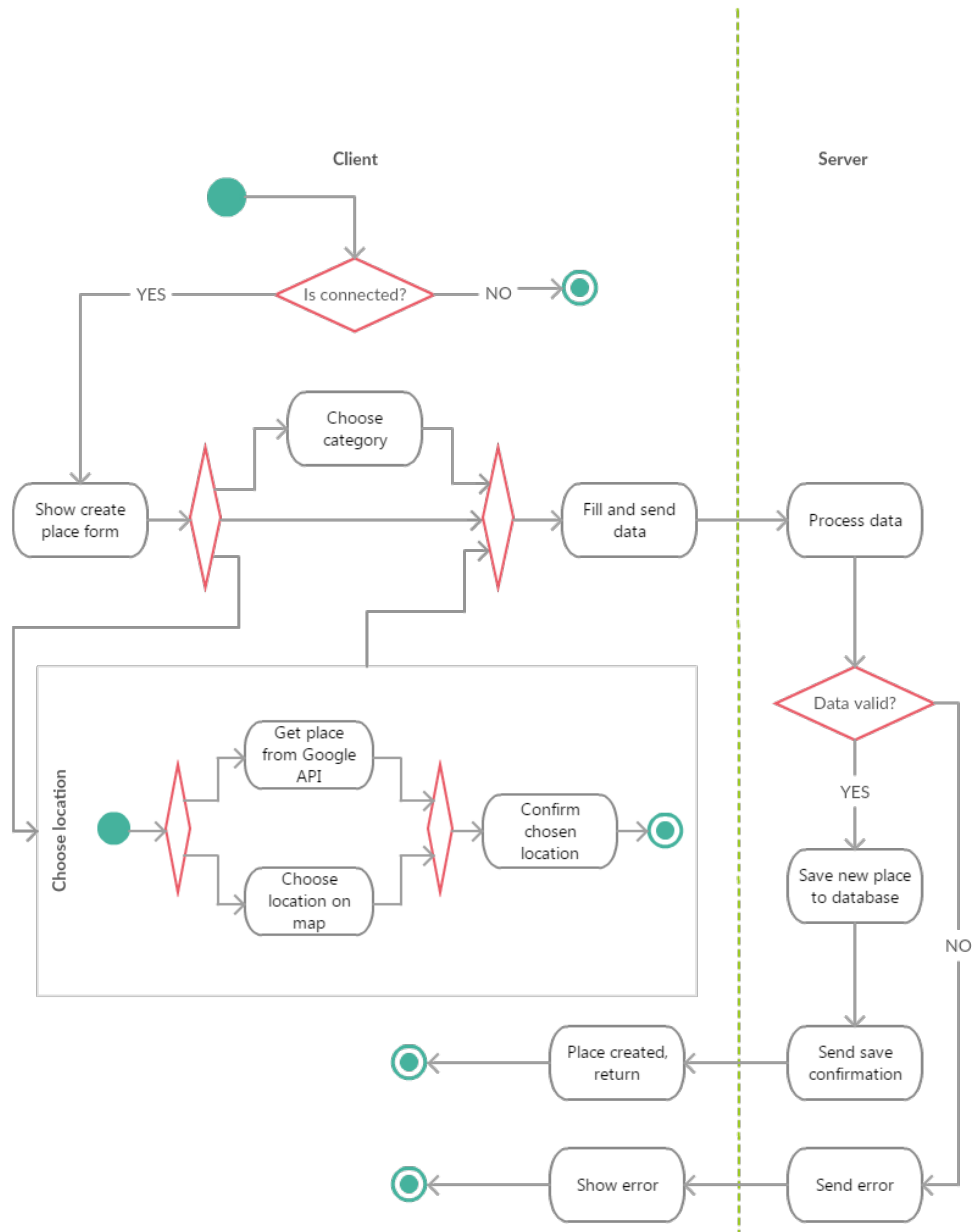 Client
Server
Is connected?
YES
NO
Choose
category
Show create
place form
Fill and send
data
Process data
Data valid?
Choose location
Get place
from Google
API
Choose
location on
map
Confirm
chosen
location
YES
Save new place
to database
NO
Place created,
return
Send save
confirmation
Show error
Send error